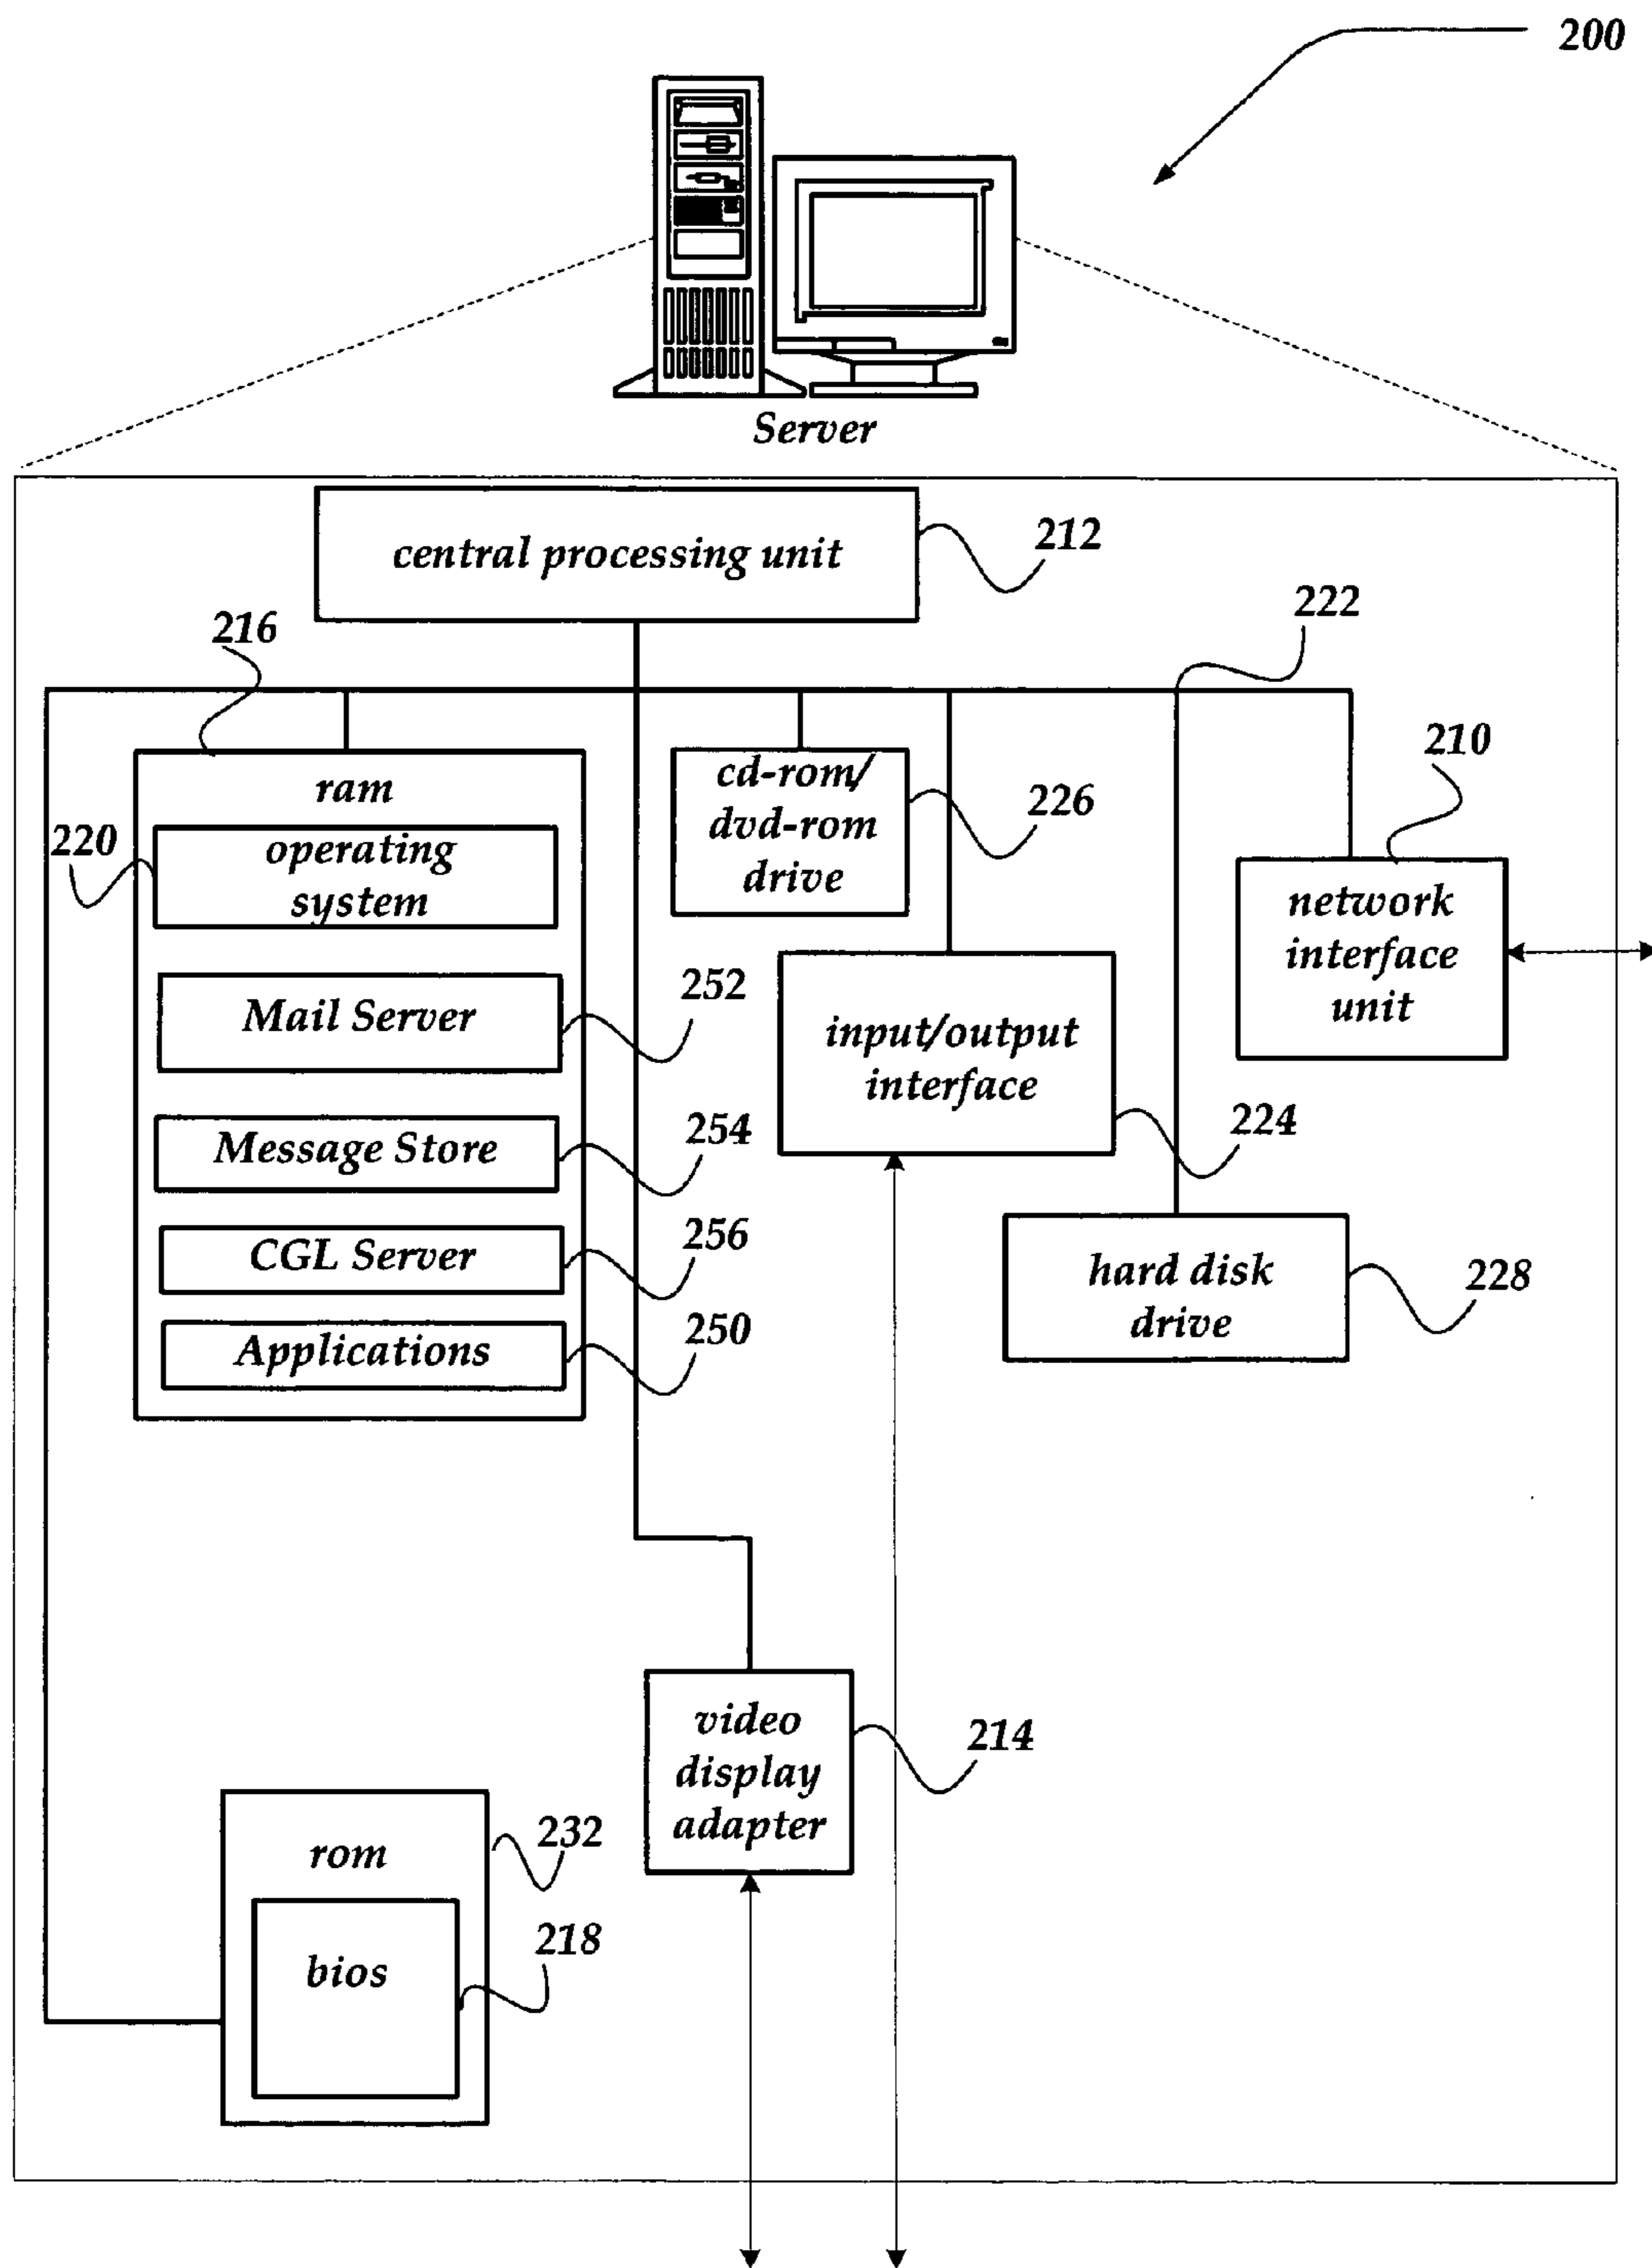 200
Server
central processing unit
212
222
216
210
ram
cd-rom/
dvd-rom
drive
226
220
operating
system
network
interface
unit
252
Mail Server
input/output
interface
254
Message Store
224
256
CGL Server
hard disk
drive
228
250
Applications
video
display
adapter
214
232
rom
218
bios